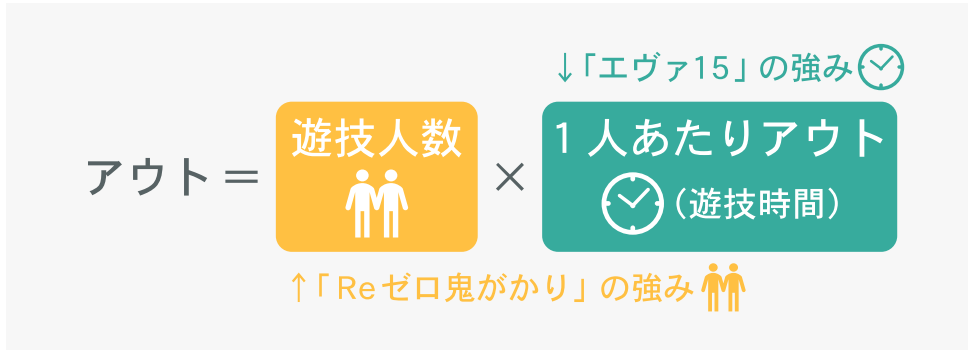 ↓「エヴァ15」の強み
アウト＝遊技人数×1人あたりアウト
（遊技時間）
↑「Reゼロ鬼がかり」の強み